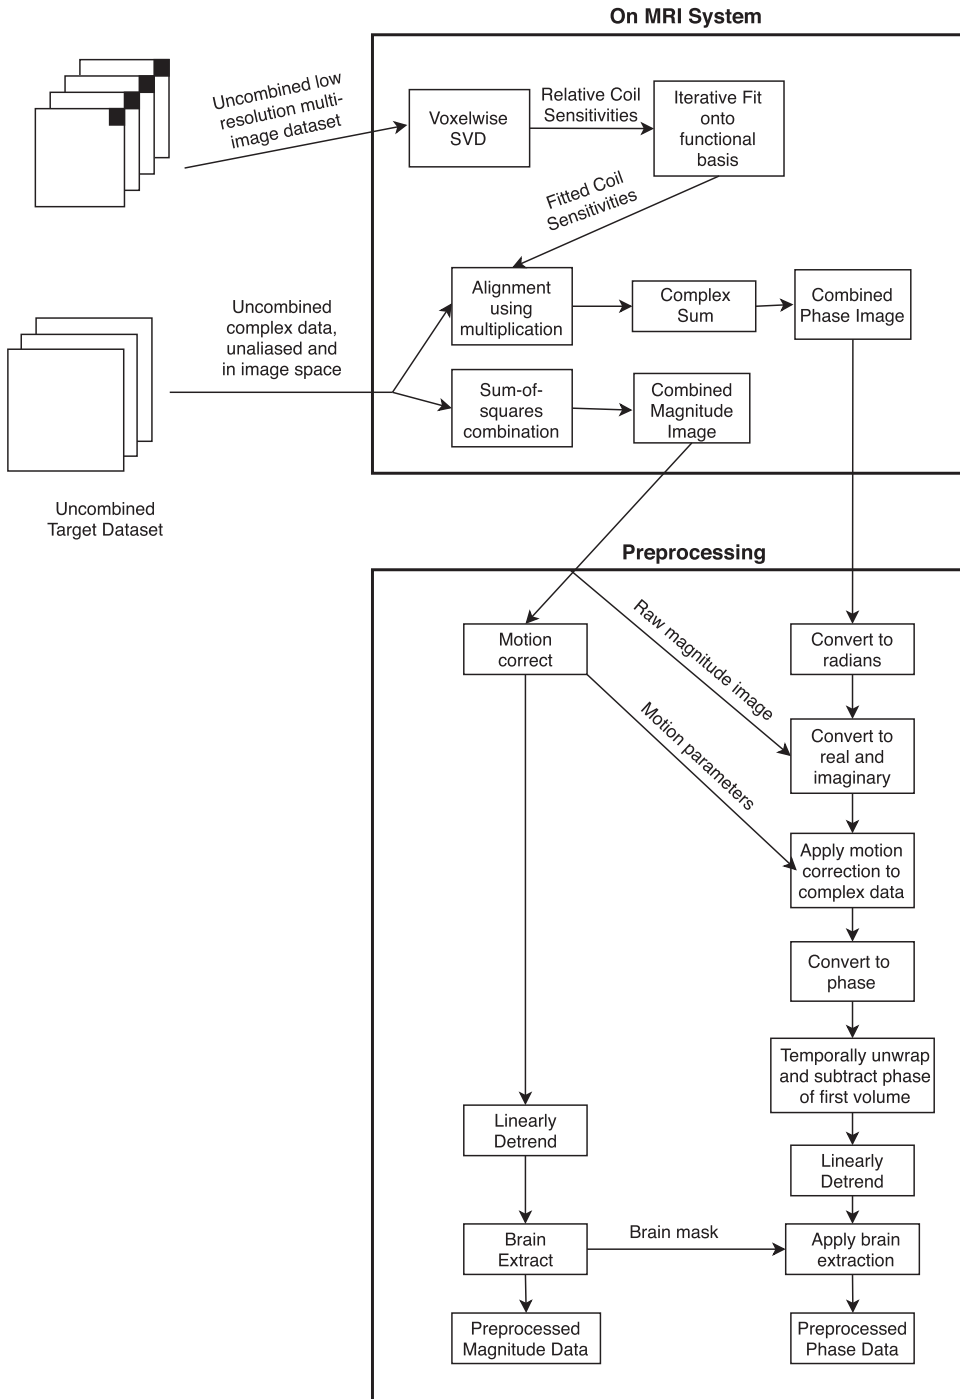 On MRI System
Uncombined low
resolution multi-
image dataset
Voxelwise
SVD
Relative Coil
Sensitivities
Iterative Fit
onto
functional
basis
Fitted Coil
Sensitivities
Uncombined
complex data,
unaliased and
in image space
Alignment
using
multiplication
Complex
Sum
Combined
Phase Image
Sum-of-
squares
combination
Combined
Magnitude
Image
Uncombined
Target Dataset
Preprocessing
Motion
correct
Raw magnitude image
Convert to
radians
Motion parameters
Convert to
real and
imaginary
Apply motion
correction to
complex data
Convert to
phase
Temporally unwrap
and subtract phase
of first volume
Linearly
Detrend
Linearly
Detrend
Brain
Extract
Brain mask
Apply brain
extraction
Preprocessed
Magnitude Data
Preprocessed
Phase Data